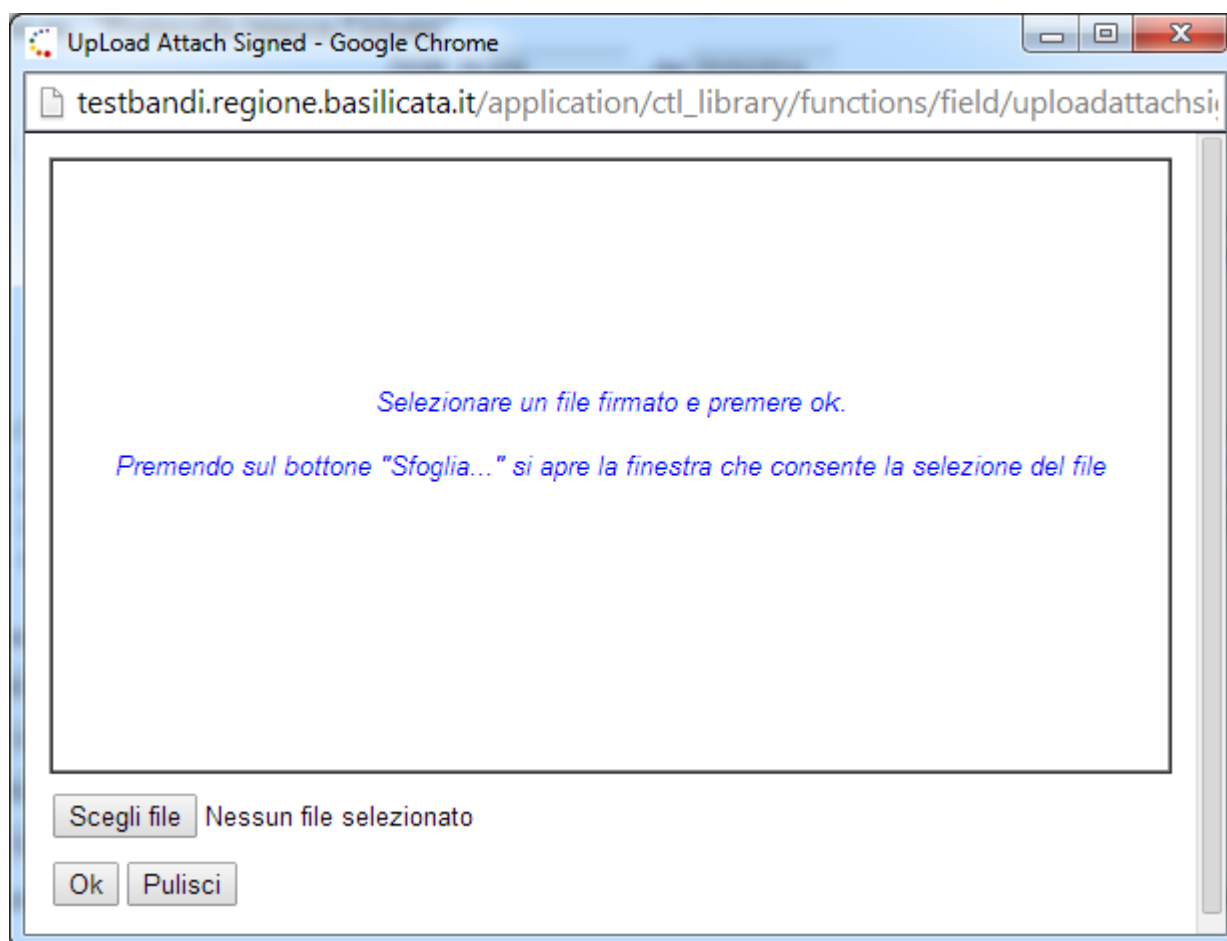 UpLoad Attach Signed - Google Chrome
testbandi.regione.basilicata.it/application/ctl_library/functions/field/uploadattachsi
Selezionare un file firmato e premere ok.
Premendo sul bottone "Sfoglia..." si apre la finestra che consente la selezione del file
Scegli file Nessun file selezionato
Ok Pulisci